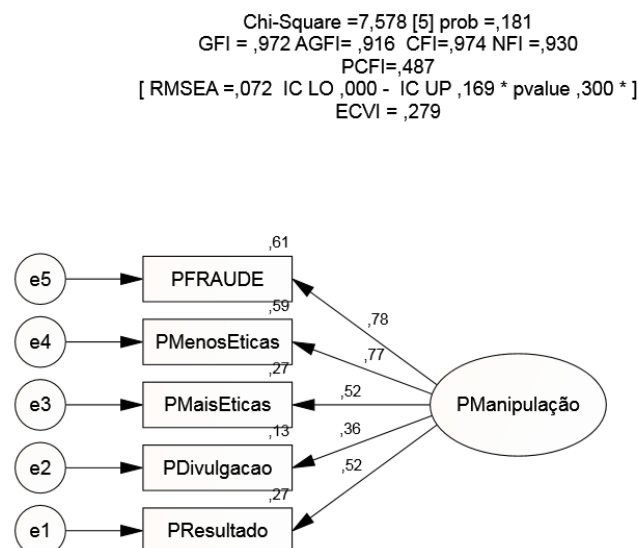 Chi-Square =7,578 [5] prob =,181
GFI = ,972 AGFI= ,916 CFI=,974 NFI =,930
PCFI=,487
[ RMSEA =,072 IC LO ,000 - IC UP ,169 * pvalue ,300 * ]
ECVI = ,279
,61
e5 PFRAUDE
,78
,59
e4 PMenosEticas
,77
,27
e3 PMaisEticas ,52 PManipulação
,13
,36
e2 PDivulgacao
,52
,27
e1 PResultado